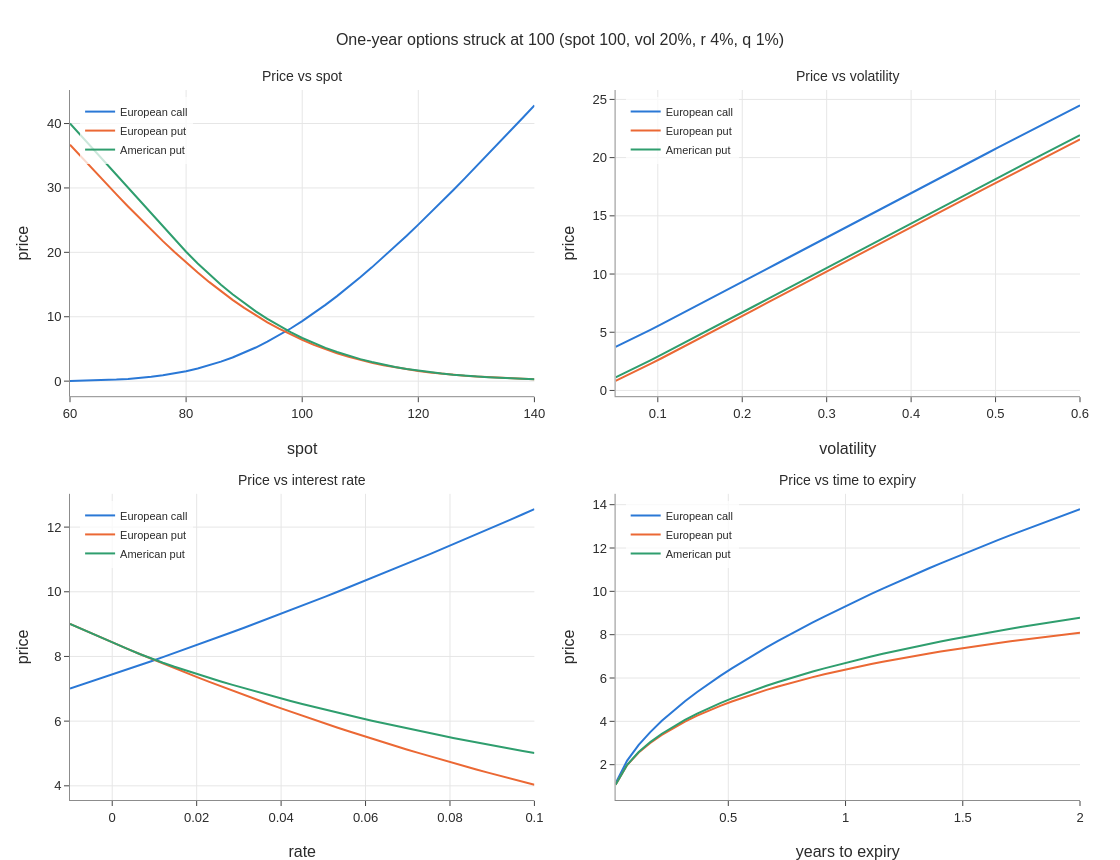 One-year options struck at 100 (spot 100, vol 20%, r 4%, q 1%)
Price vs spot
European call
European put
American put
40
30
20
10
0
60
80
100
120
140
price
spot
Price vs volatility
European call
European put
American put
25
20
15
10
5
0
0.1
0.2
0.3
0.4
0.5
0.6
price
volatility
Price vs interest rate
European call
European put
American put
12
10
8
6
4
0
0.02
0.04
0.06
0.08
0.1
price
rate
Price vs time to expiry
European call
European put
American put
14
12
10
8
6
4
2
0.5
1
1.5
2
price
years to expiry